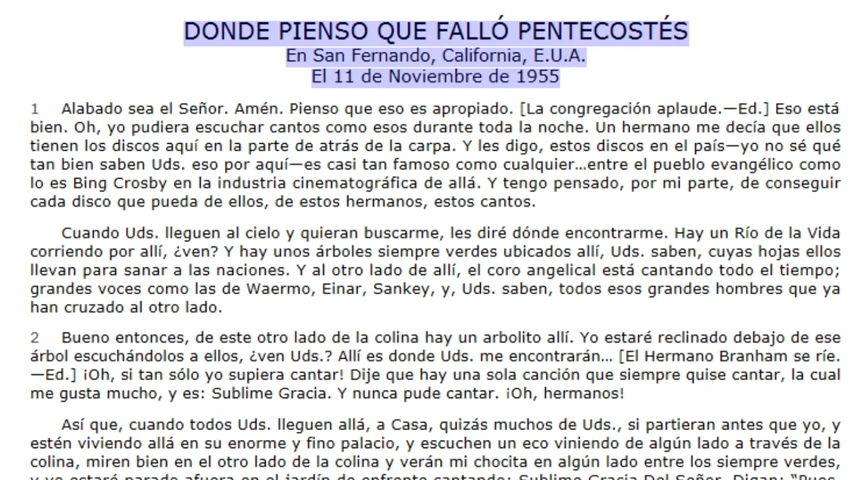 DONDE PIENSO QUE FALLÓ PENTECOSTÉS
En San Fernando, California, E.U.A.
El 11 de Noviembre de 1955
1 Alabado sea el Señor. Amén. Pienso que eso es apropiado. [La congregación aplaude.—Ed.] Eso está
bien. Oh, yo pudiera escuchar cantos como esos durante toda la noche. Un hermano me decía que ellos
tienen los discos aquí en la parte de atrás de la carpa. Y les digo, estos discos en el país—yo no sé qué
tan bien saben Uds. eso por aquí—es casi tan famoso como cualquier...entre el pueblo evangélico como
lo es Bing Crosby en la industria cinematográfica de allá. Y tengo pensado, por mi parte, de conseguir
cada disco que pueda de ellos, de estos hermanos, estos cantos.
Cuando Uds. lleguen al cielo y quieran buscarme, les diré dónde encontrarme. Hay un Río de la Vida
corriendo por allí, ¿ven? Y hay unos árboles siempre verdes ubicados allí, Uds. saben, cuyas hojas ellos
llevan para sanar a las naciones. Y al otro lado de allí, el coro angelical está cantando todo el tiempo;
grandes voces como las de Waermo, Einar, Sankey, y, Uds. saben, todos esos grandes hombres que ya
han cruzado al otro lado.
2 Bueno entonces, de este otro lado de la colina hay un arbolito allí. Yo estaré reclinado debajo de ese
árbol escuchándolos a ellos, ¿ven Uds.? Allí es donde Uds. me encontrarán... [El Hermano Branham se ríe.
—Ed.] ¡Oh, si tan sólo yo supiera cantar! Dije que hay una sola canción que siempre quise cantar, la cual
me gusta mucho, y es: Sublime Gracia. Y nunca pude cantar. ¡Oh, hermanos!
Así que, cuando todos Uds. lleguen allá, a Casa, quizás muchos de Uds., si partieran antes que yo, y
estén viviendo allá en su enorme y fino palacio, y escuchen un eco viniendo de algún lado a través de la
colina, miren bien en el otro lado de la colina y verán mi chocita en algún lado entre los siempre verdes,
y yo estaré parado afuera en el jardín de enfrente cantando: Sublime Gracia Del Señor. Digan: "Pues,